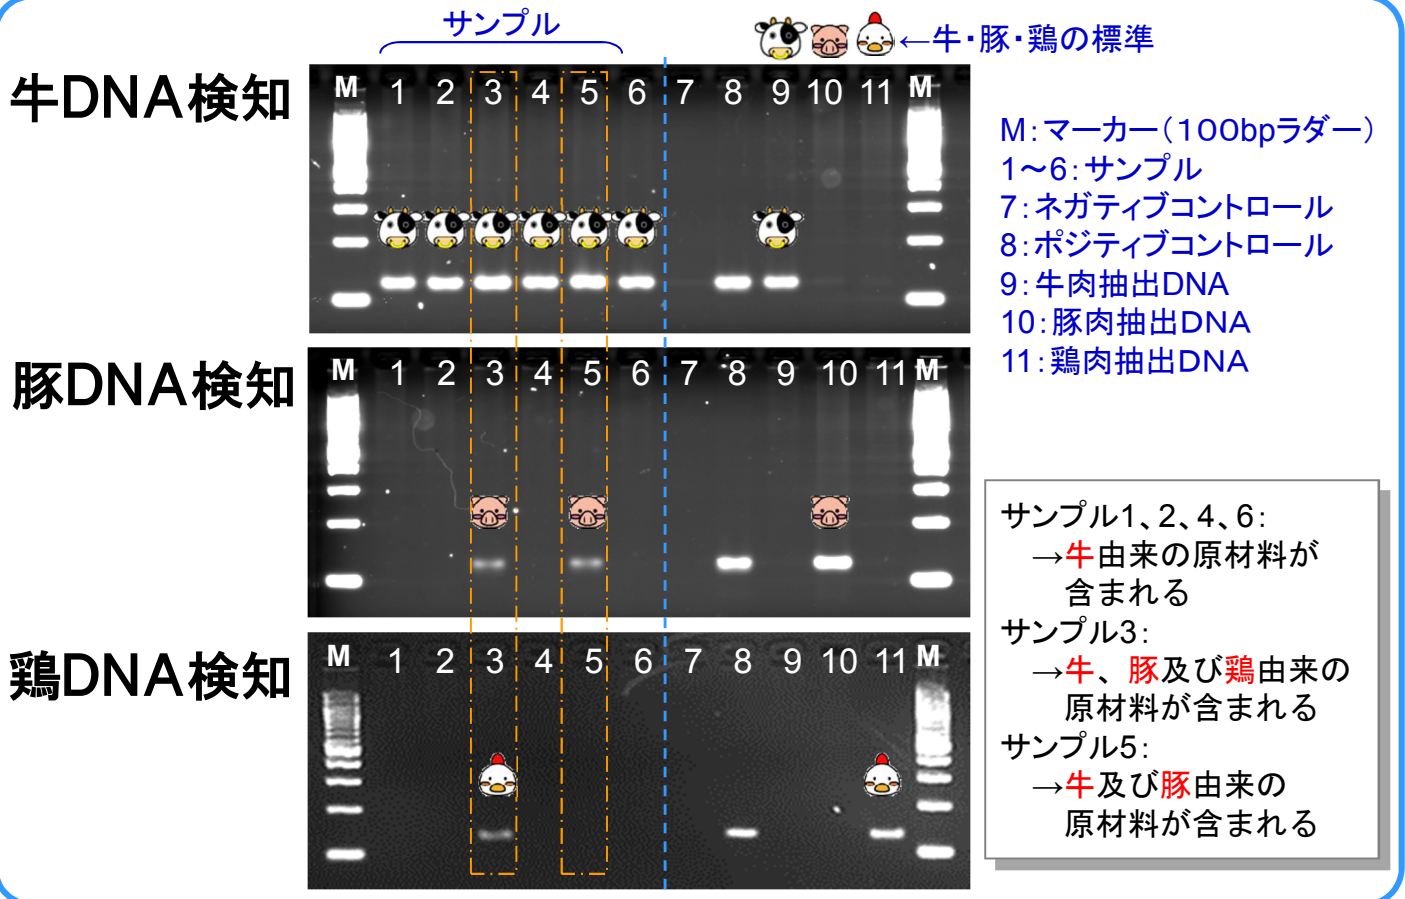 サンプル
←牛・豚・鶏の標準
牛DNA検知
M 1 2 3 4 5 6 7 8 9 10 11 M
M:マーカー(100bpラダー)
1~6:サンプル
7:ネガティブコントロール
8:ポジティブコントロール
9:牛肉抽出DNA
10:豚肉抽出DNA
11:鶏肉抽出DNA
豚DNA検知
M 1 2 3 4 5 6 7 8 9 10 11 M
鶏DNA検知
M 1 2 3 4 5 6 7 8 9 10 11 M
サンプル1、2、4、6:
→牛由来の原材料が
含まれる
サンプル3:
→牛、豚及び鶏由来の
原材料が含まれる
サンプル5:
→牛及び豚由来の
原材料が含まれる